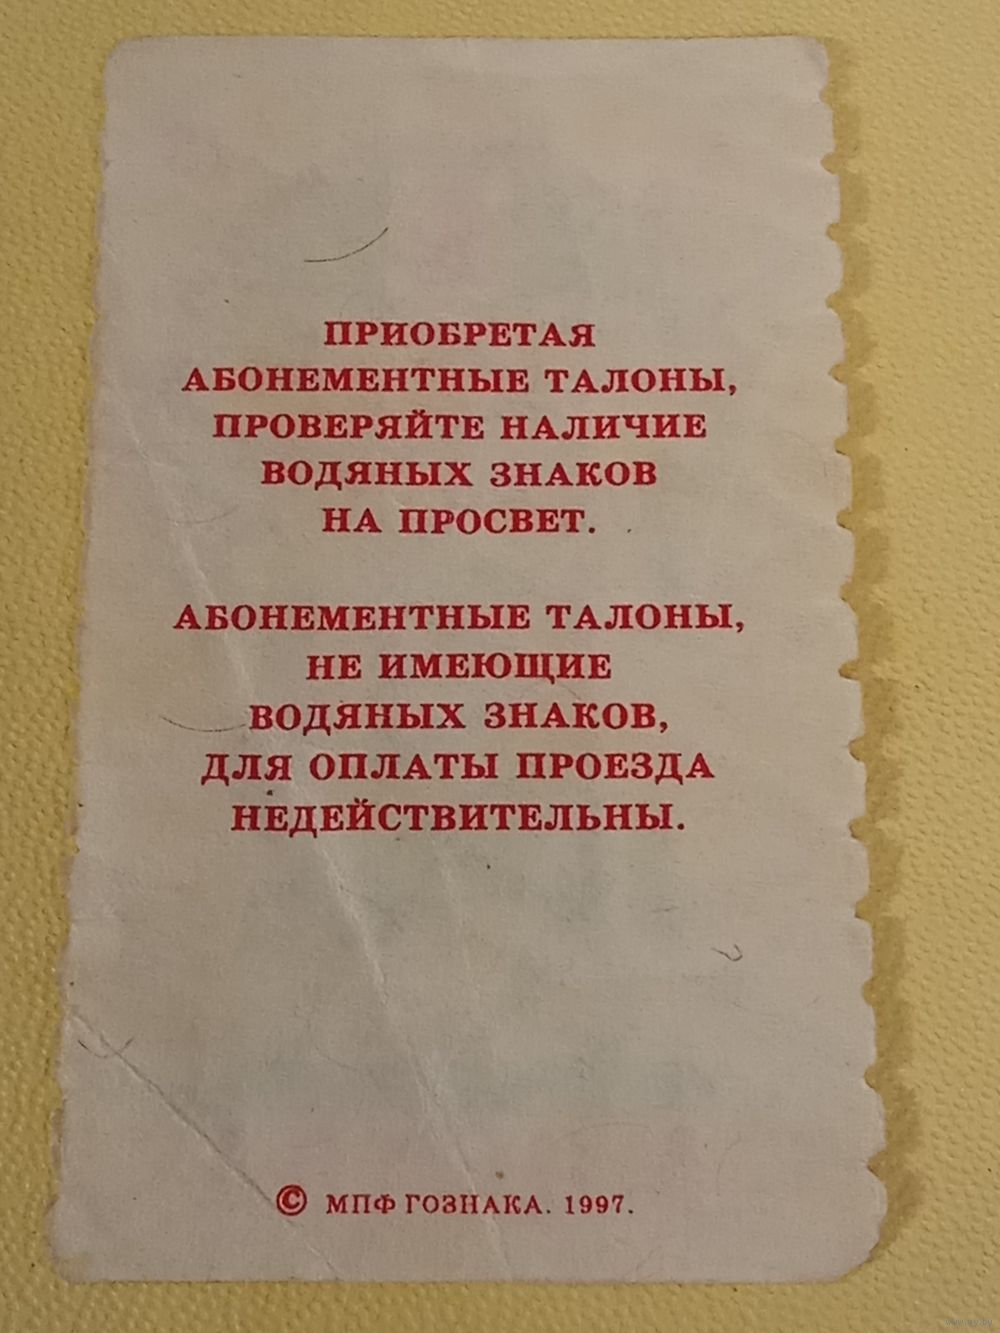 ПРИОБРЕТАЯ
АБОНЕМЕНТНЫЕ ТАЛОНЫ,
ПРОВЕРЯЙТЕ НАЛИЧИЕ
ВОДЯНЫХ ЗНАКОВ
НА ПРОСВЕТ.
АБОНЕМЕНТНЫЕ ТАЛОНЫ,
НЕ ИМЕЮЩИЕ
ВОДЯНЫХ ЗНАКОВ,
ДЛЯ ОПЛАТЫ ПРОЕЗДА
НЕДЕЙСТВИТЕЛЬНЫ.
© МПФ ГОЗНАКА. 1997.